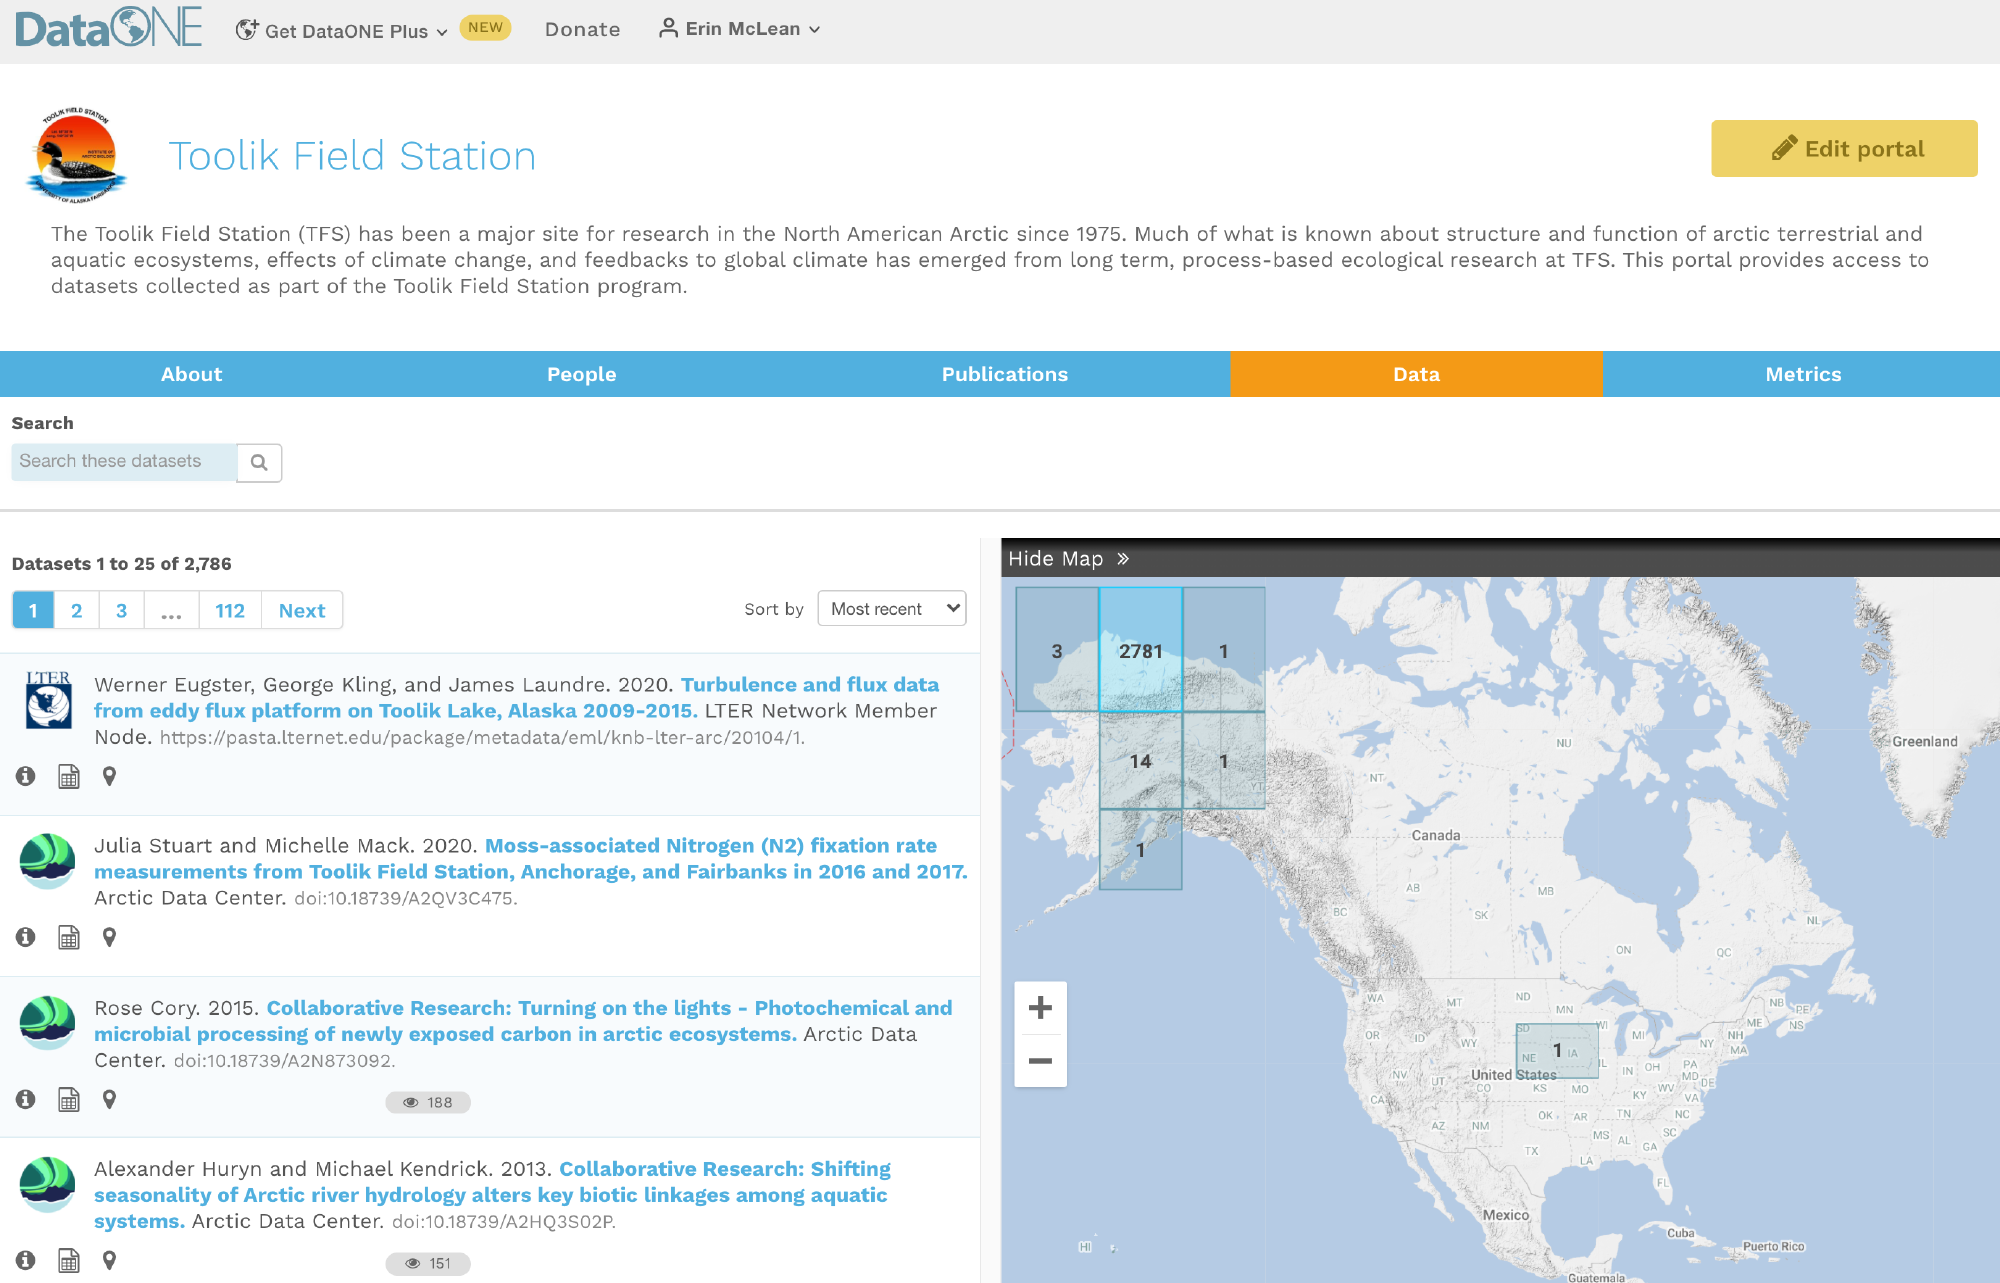 DataONE
Get DataONE Plus NEW Donate Erin McLean
TOOLIK FIELD STATION
INSTITUTE OF
ARCTIC BIOLOGY
UNIVERSITY OF ALASKA FAIRBANKS
Toolik Field Station
Edit portal
The Toolik Field Station (TFS) has been a major site for research in the North American Arctic since 1975. Much of what is known about structure and function of arctic terrestrial and
aquatic ecosystems, effects of climate change, and feedbacks to global climate has emerged from long term, process-based ecological research at TFS. This portal provides access to
datasets collected as part of the Toolik Field Station program.
About People Publications Data Metrics
Search
Search these datasets
Datasets 1 to 25 of 2,786
1 2 3 ... 112 Next
Sort by Most recent
LTER
Werner Eugster, George Kling, and James Laundre. 2020. Turbulence and flux data
from eddy flux platform on Toolik Lake, Alaska 2009-2015. LTER Network Member
Node. https://pasta.lternet.edu/package/metadata/eml/knb-lter-arc/20104/1.
Julia Stuart and Michelle Mack. 2020. Moss-associated Nitrogen (N2) fixation rate
measurements from Toolik Field Station, Anchorage, and Fairbanks in 2016 and 2017.
Arctic Data Center. doi:10.18739/A2QV3C475.
Rose Cory. 2015. Collaborative Research: Turning on the lights - Photochemical and
microbial processing of newly exposed carbon in arctic ecosystems. Arctic Data
Center. doi:10.18739/A2N873092.
188
Alexander Huryn and Michael Kendrick. 2013. Collaborative Research: Shifting
seasonality of Arctic river hydrology alters key biotic linkages among aquatic
systems. Arctic Data Center. doi:10.18739/A2HQ3S02P.
151
Hide Map »
3 2781 1
14 1
YT
1
NU
Greenland
NT
Canada
AB
MB
BC
SK
NL
ON
QC
WA
MT
ND
MN
NB
PE
OR
ID
WY
SD
WI
MI
NY
NH
ME
NS
MA
NE
1
IA
IL
IN
OH
PA
MD
DE
United States
NV
UT
CO
KS
MO
KY
WV
VA
CA
AZ
NM
OK
AR
TN
NC
MS
AL
GA
SC
TX
LA
FL
Mexico
HI
Cuba
Puerto Rico
Guatemala